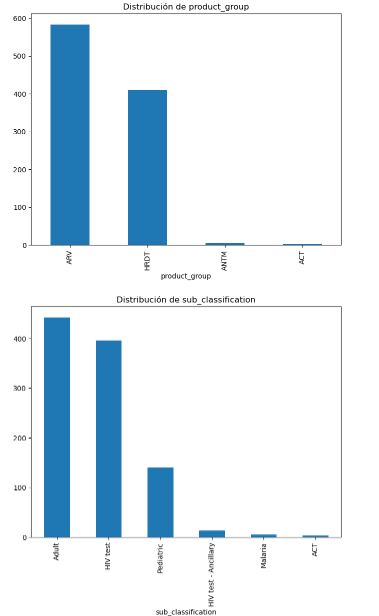 Distribución de product_group
600
500
400
300
200
100
0
ARV
HRDT
ANTM
ACT
product_group
Distribución de sub_classification
400
300
200
100
0
Adult
HIV test
Pediatric
HIV test - Ancillary
Malaria
ACT
sub_classification